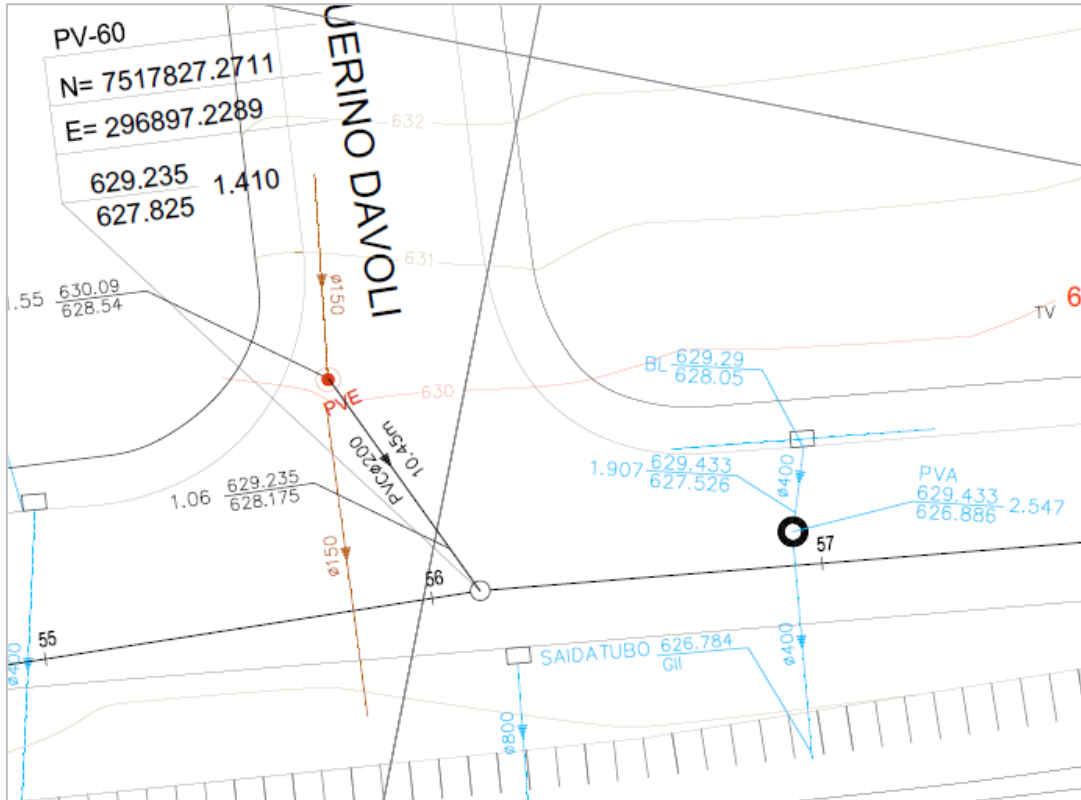 PV-60
N= 7517827.2711
E= 296897.2289
629.235
627.825
1.410
UERINO DAVOLI
632
631
630
ø150
.55
630.09
628.54
PVE
10.45m
PVCø200
1.06
629.235
628.175
ø150
TV
6
BL
629.29
628.05
1.907
629.433
627.526
ø400
PVA
629.433
626.886
2.547
57
56
55
ø400
SAIDATUBO
626.784
GII
ø400
ø800